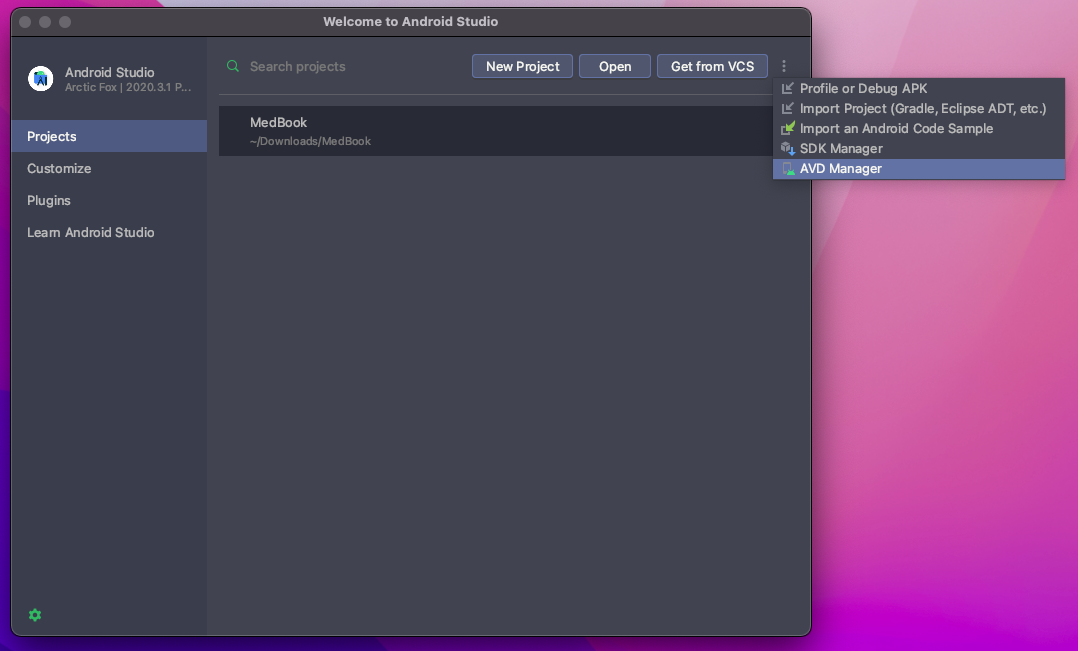 Welcome to Android Studio
Android Studio
Arctic Fox | 2020.3.1 P...
Search projects
New Project
Open
Get from VCS
Profile or Debug APK
Import Project (Gradle, Eclipse ADT, etc.)
Import an Android Code Sample
SDK Manager
AVD Manager
Projects
Customize
Plugins
Learn Android Studio
MedBook
~/Downloads/MedBook